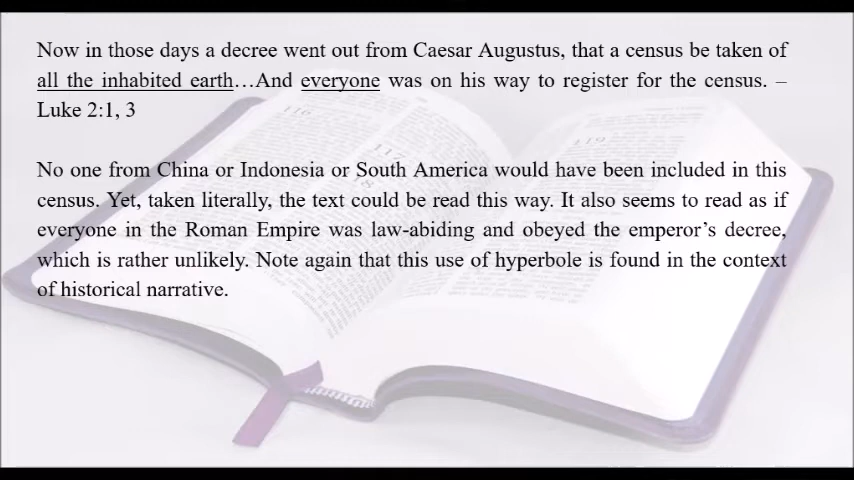 Now in those days a decree went out from Caesar Augustus, that a census be taken of
all the inhabited earth…And everyone was on his way to register for the census. –
Luke 2:1, 3
No one from China or Indonesia or South America would have been included in this
census. Yet, taken literally, the text could be read this way. It also seems to read as if
everyone in the Roman Empire was law-abiding and obeyed the emperor’s decree,
which is rather unlikely. Note again that this use of hyperbole is found in the context
of historical narrative.